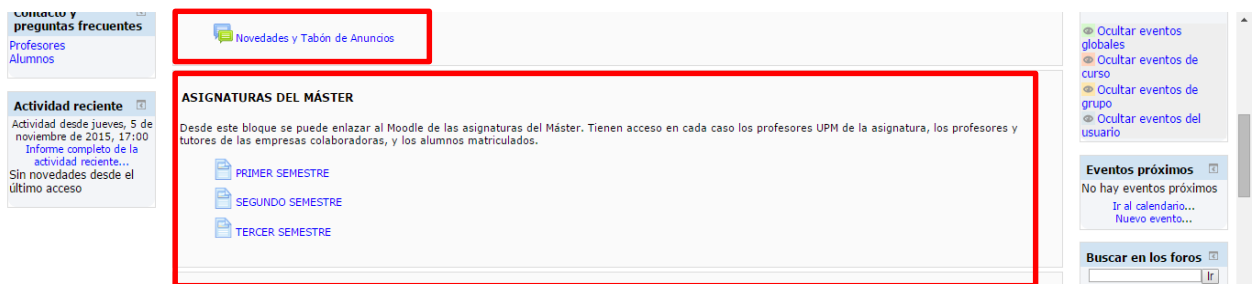 Contacto y
preguntas frecuentes
Profesores
Alumnos
Actividad reciente
Actividad desde jueves, 5 de
noviembre de 2015, 17:00
Informe completo de la
actividad reciente...
Sin novedades desde el
último acceso
Novedades y Tabón de Anuncios
ASIGNATURAS DEL MÁSTER
Desde este bloque se puede enlazar al Moodle de las asignaturas del Máster. Tienen acceso en cada caso los profesores UPM de la asignatura, los profesores y
tutores de las empresas colaboradoras, y los alumnos matriculados.
PRIMER SEMESTRE
SEGUNDO SEMESTRE
TERCER SEMESTRE
Ocultar eventos
globales
Ocultar eventos de
curso
Ocultar eventos de
grupo
Ocultar eventos del
usuario
Eventos próximos
No hay eventos próximos
Ir al calendario...
Nuevo evento...
Buscar en los foros
Ir